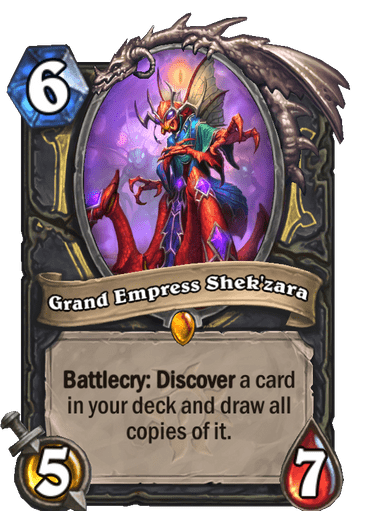 6
Grand Empress Shek'zara
Battlecry: Discover a card
in your deck and draw all
copies of it.
5
7